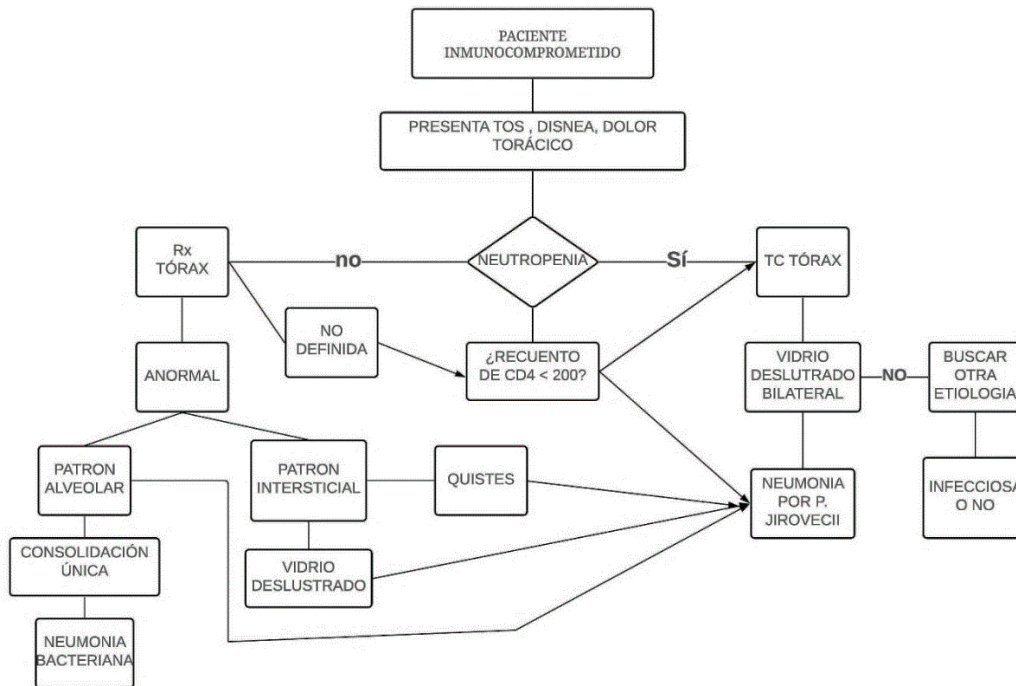 PACIENTE
INMUNOCOMPROMETIDO
PRESENTA TOS , DISNEA, DOLOR
TORÁCICO
Rx
TÓRAX
no
NEUTROPENIA
Sí
TC TÓRAX
NO
DEFINIDA
¿RECUENTO
DE CD4 < 200?
ANORMAL
VIDRIO
DESLUTRADO
BILATERAL
NO
BUSCAR
OTRA
ETIOLOGIA
PATRON
ALVEOLAR
PATRON
INTERSTICIAL
QUISTES
NEUMONIA
POR P.
JIROVECII
INFECCIOSA
O NO
CONSOLIDACIÓN
ÚNICA
VIDRIO
DESLUSTRADO
NEUMONIA
BACTERIANA